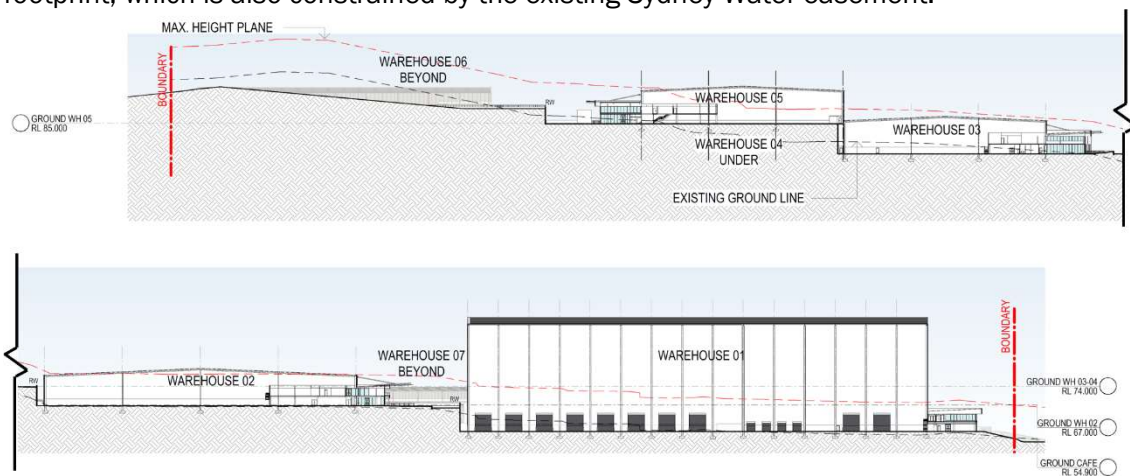 footprint, which is also constrained by the existing Sydney Water easement.
MAX. HEIGHT PLANE
BOUNDARY
WAREHOUSE 06
BEYOND
RW
WAREHOUSE 05
GROUND WH 05
RL 85.000
WAREHOUSE 03
WAREHOUSE 04
UNDER
EXISTING GROUND LINE
BOUNDARY
WAREHOUSE 07
BEYOND
WAREHOUSE 01
RW
WAREHOUSE 02
GROUND WH 03-04
RL 74.000
RW
GROUND WH 02
RL 67.000
GROUND CAFE
RL 54.900